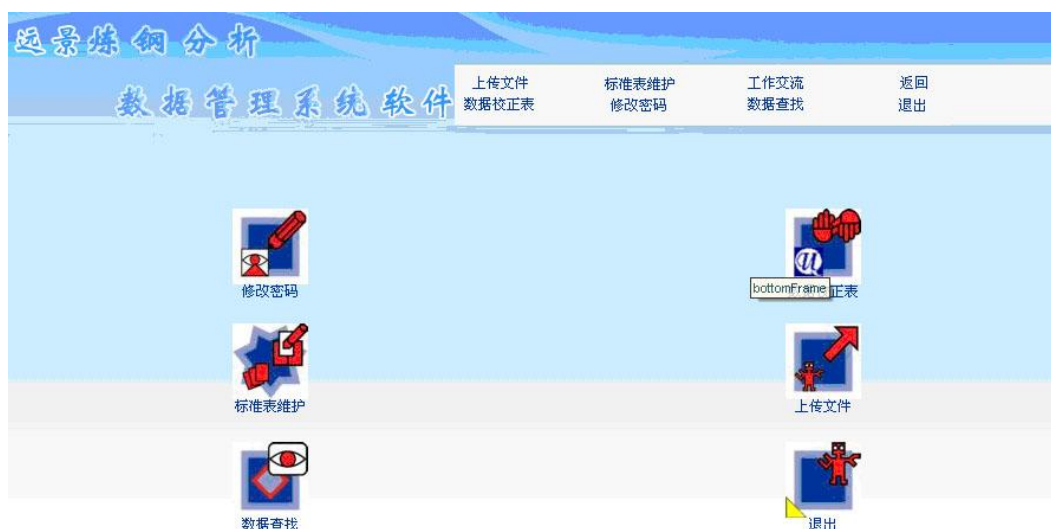 远景炼钢分析
数据管理系统软件
上传文件 标准表维护 工作交流 返回
数据校正表 修改密码 数据查找 退出
修改密码
bottomFrame 正表
标准表维护
上传文件
数据查找
退出